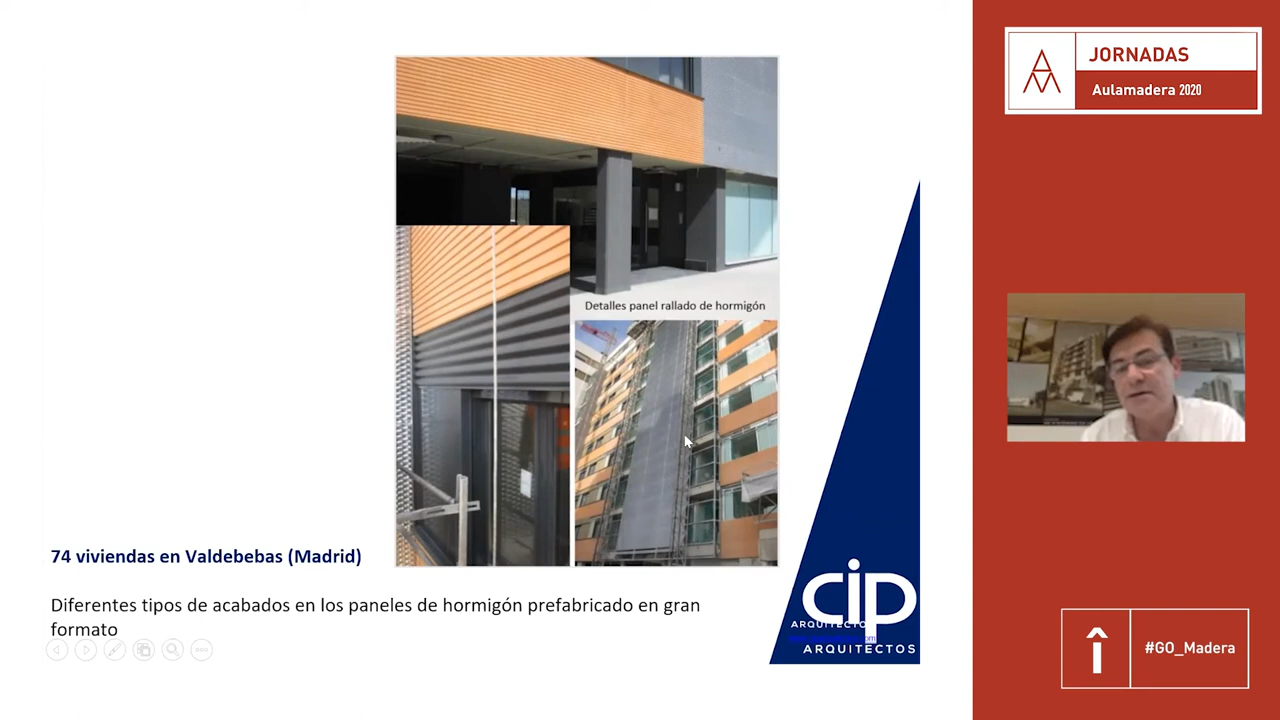 Detalles panel rallado de hormigón
74 viviendas en Valdebebas (Madrid)
Diferentes tipos de acabados en los paneles de hormigón prefabricado en gran
formato
cip
ARQUITECTO
ARQUITECTOS
JORNADAS
Aulamadera 2020
#GO_Madera